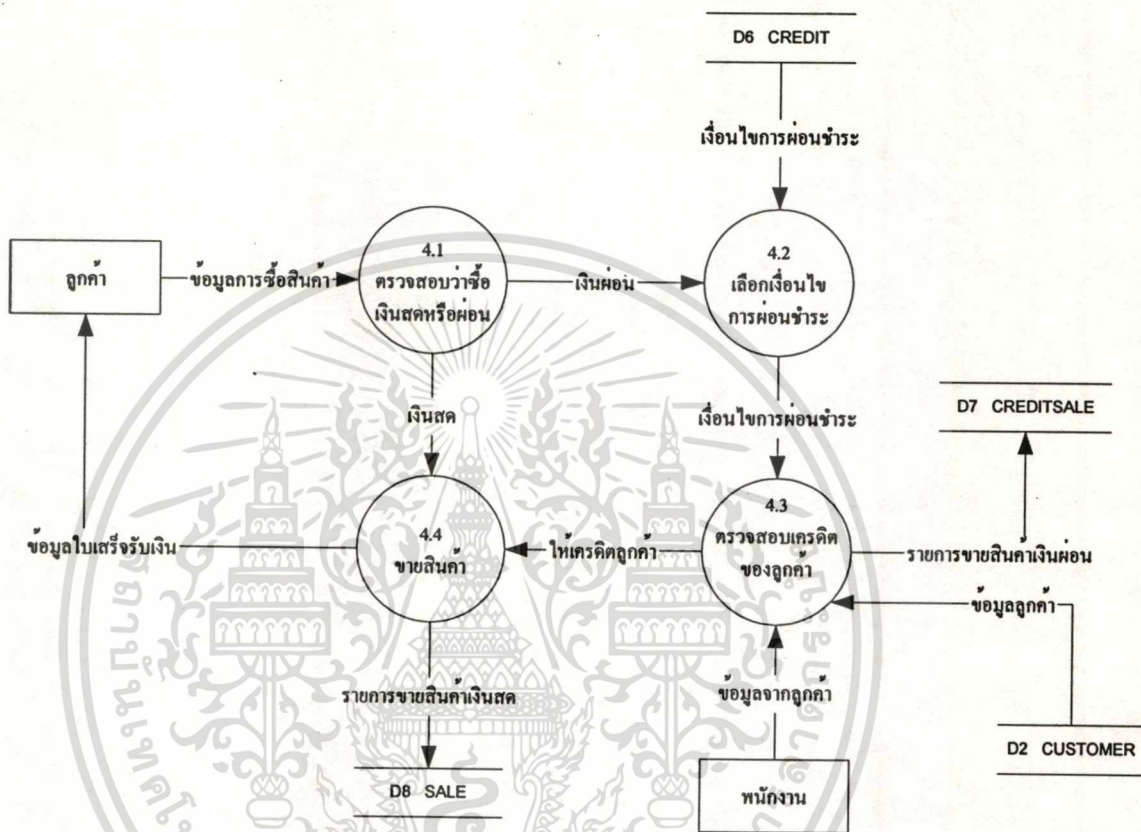 D6 CREDIT
เงื่อนไขการผ่อนชำระ
ลูกค้า
ข้อมูลการซื้อสินค้า
4.1
ตรวจสอบว่าซื้อ
เงินสดหรือผ่อน
เงินผ่อน
4.2
เลือกเงื่อนไข
การผ่อนชำระ
เงินสด
เงื่อนไขการผ่อนชำระ
D7 CREDITSALE
ข้อมูลใบเสร็จรับเงิน
4.4
ขายสินค้า
ให้เครดิตลูกค้า
4.3
ตรวจสอบเครดิต
ของลูกค้า
รายการขายสินค้าเงินผ่อน
ข้อมูลลูกค้า
รายการขายสินค้าเงินสด
ข้อมูลจากลูกค้า
D2 CUSTOMER
D8 SALE
พนักงาน